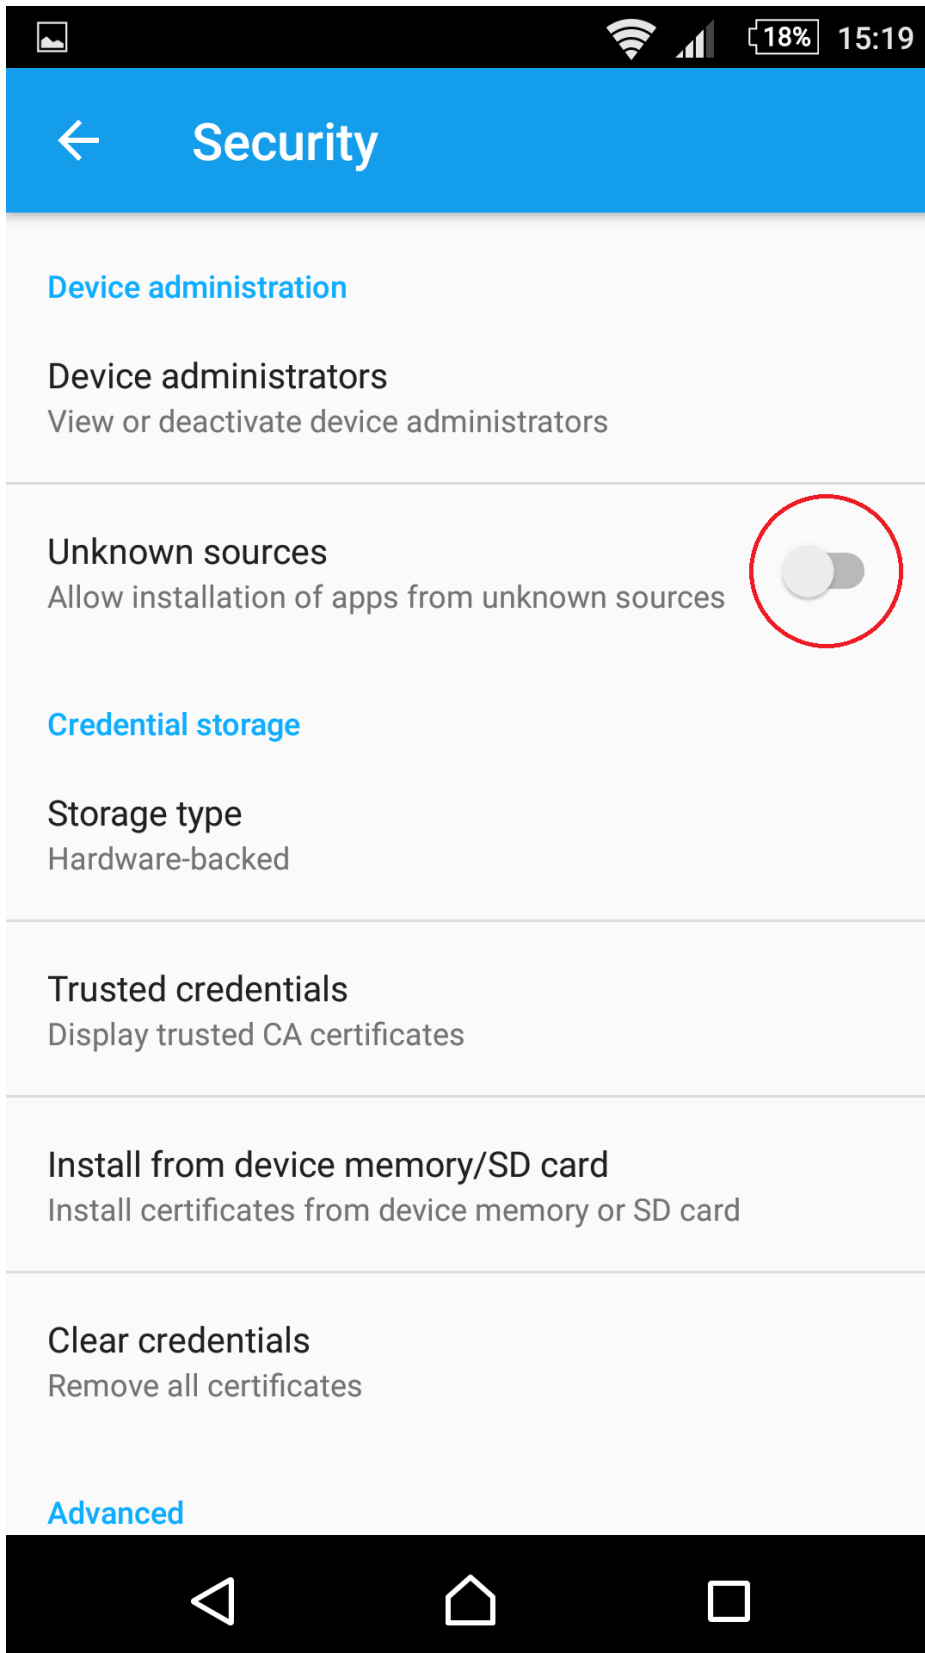 18% 15:19
Security
Device administration
Device administrators
View or deactivate device administrators
Unknown sources
Allow installation of apps from unknown sources
Credential storage
Storage type
Hardware-backed
Trusted credentials
Display trusted CA certificates
Install from device memory/SD card
Install certificates from device memory or SD card
Clear credentials
Remove all certificates
Advanced